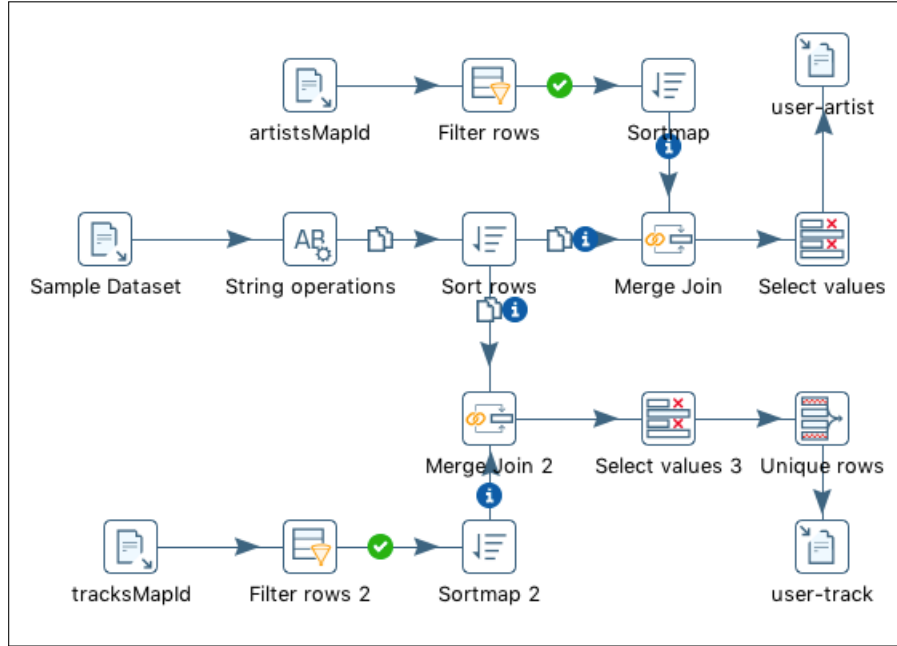 user-artist
artistsMapId
Filter rows
Sortmap
Sample Dataset
String operations
Sort rows
Merge Join
Select values
Merge Join 2
Select values 3
Unique rows
tracksMapId
Filter rows 2
Sortmap 2
user-track